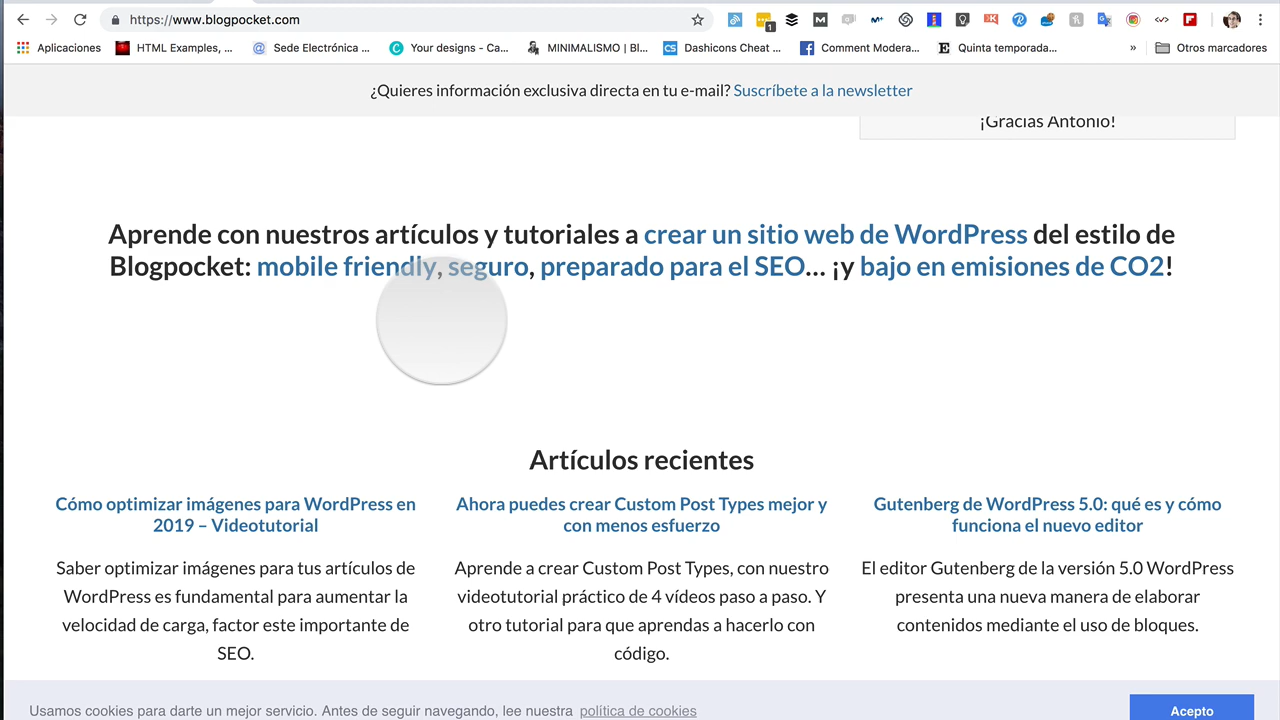 https://www.blogpocket.com
1
Aplicaciones HTML Examples, ... Sede Electrónica ... Your designs - Ca... MINIMALISMO | Bl... CS Dashicons Cheat ... Comment Modera... E Quinta temporada... » Otros marcadores
¿Quieres información exclusiva directa en tu e-mail? Suscríbete a la newsletter
¡Gracias Antonio!
Aprende con nuestros artículos y tutoriales a crear un sitio web de WordPress del estilo de
Blogpocket: mobile friendly, seguro, preparado para el SEO... ¡y bajo en emisiones de CO2!
Artículos recientes
Cómo optimizar imágenes para WordPress en
2019 – Videotutorial
Saber optimizar imágenes para tus artículos de
WordPress es fundamental para aumentar la
velocidad de carga, factor este importante de
SEO.
Ahora puedes crear Custom Post Types mejor y
con menos esfuerzo
Aprende a crear Custom Post Types, con nuestro
videotutorial práctico de 4 vídeos paso a paso. Y
otro tutorial para que aprendas a hacerlo con
código.
Gutenberg de WordPress 5.0: qué es y cómo
funciona el nuevo editor
El editor Gutenberg de la versión 5.0 WordPress
presenta una nueva manera de elaborar
contenidos mediante el uso de bloques.
Usamos cookies para darte un mejor servicio. Antes de seguir navegando, lee nuestra política de cookies
Acepto